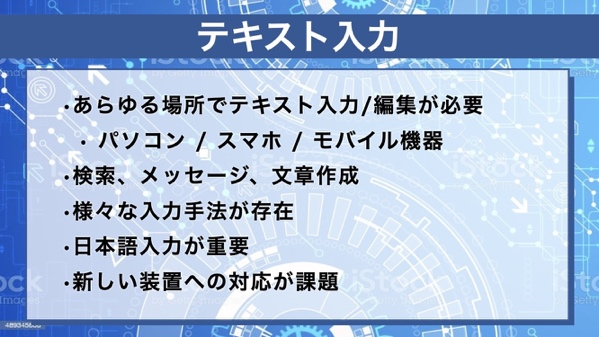 テキスト入力
・あらゆる場所でテキスト入力/編集が必要
・パソコン / スマホ / モバイル機器
・検索、メッセージ、文章作成
・様々な入力手法が存在
・日本語入力が重要
・新しい装置への対応が課題
iStock